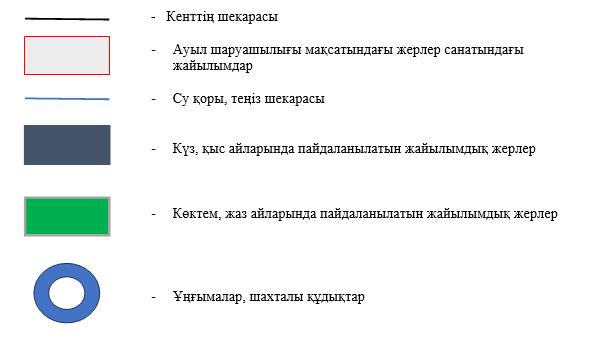 - Кенттің шекарасы
- Ауыл шаруашылығы мақсатындағы жерлер санатындағы
жайылымдар
- Су қоры, теңіз шекарасы
- Күз, қыс айларында пайдаланылатын жайылымдық жерлер
- Көктем, жаз айларында пайдаланылатын жайылымдық жерлер
- Ұңғымалар, шахталы құдықтар